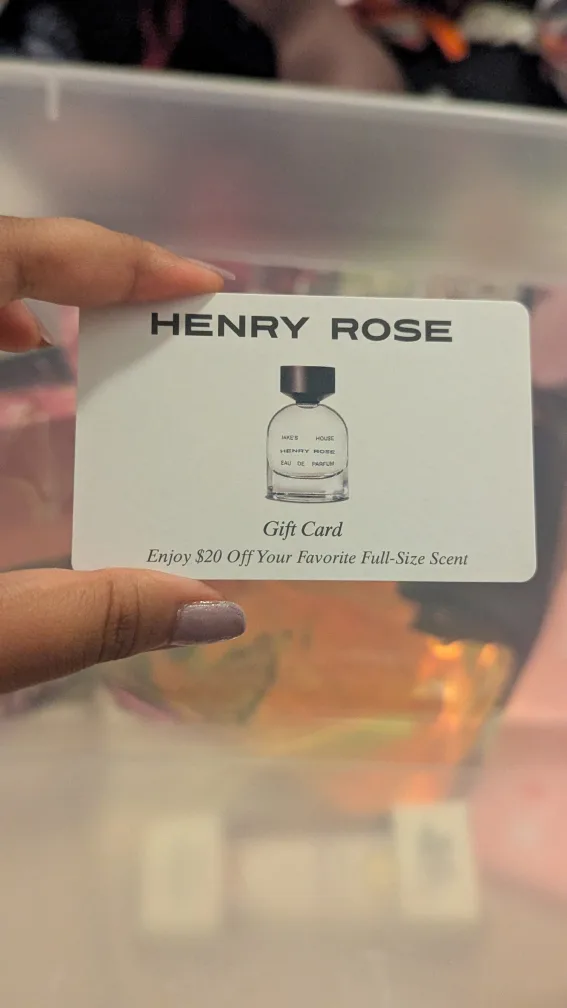 HENRY ROSE
JAKE'S HOUSE
HENRY ROSE
EAU DE PARFUM
Gift Card
Enjoy $20 Off Your Favorite Full-Size Scent